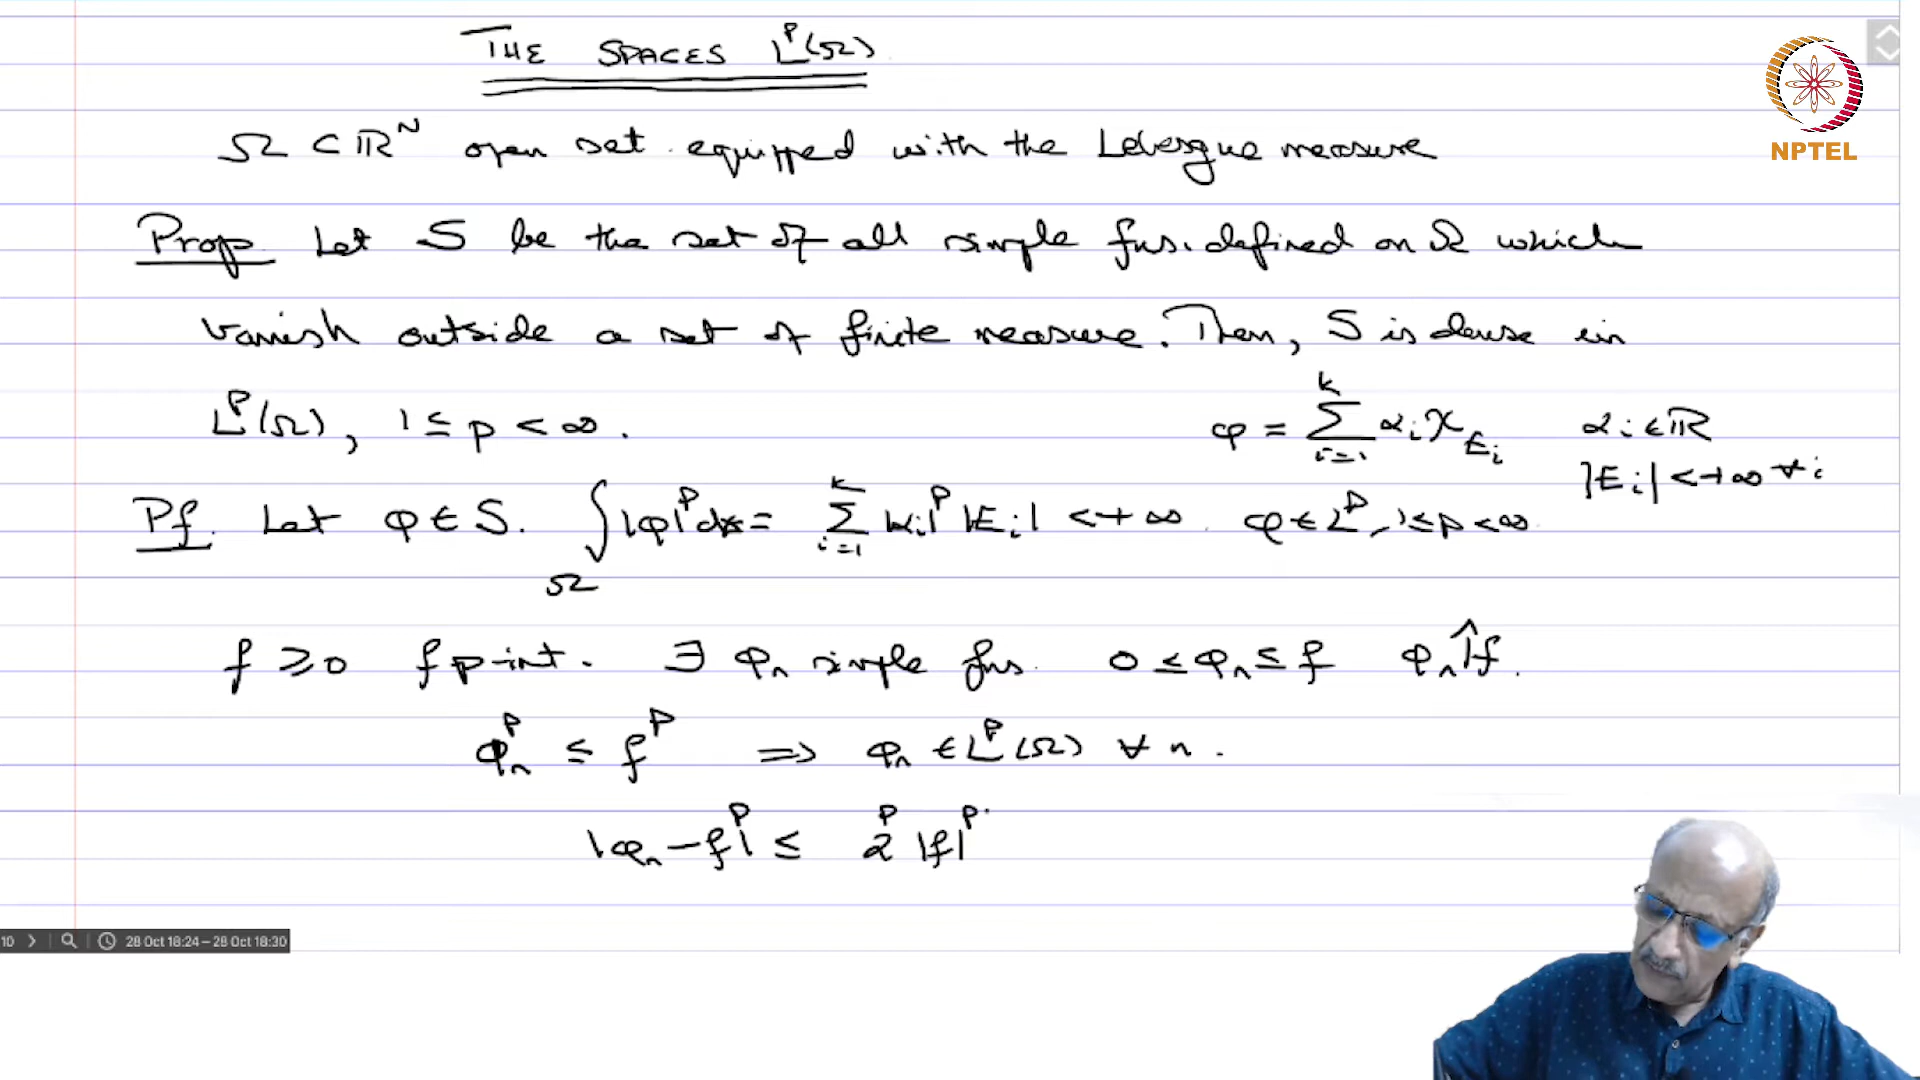 THE SPACES L^p(Ω)
NPTEL
Ω ⊂ ℝ^N open set equipped with the Lebesgue measure
Prop Let S be the set of all simple fns. defined on Ω which
vanish outside a set of finite measure. Then, S is dense in
L^p(Ω), 1 ≤ p < ∞. φ = Σ_{i=1}^k α_i χ_{E_i} α_i ∈ ℝ
|E_i| < +∞ ∀ i
Pf. Let φ ∈ S. ∫_Ω |φ|^p dx = Σ_{i=1}^k |α_i|^p |E_i| < +∞. φ ∈ L^p, 1 ≤ p < ∞
f ≥ 0 f p-int. ∃ φ_n simple fns. 0 ≤ φ_n ≤ f φ_n ↑ f.
φ_n^p ≤ f^p ⟹ φ_n ∈ L^p(Ω) ∀ n.
|φ_n - f|^p ≤ 2^p |f|^p
10 > 28 Oct 18:24 – 28 Oct 18:30